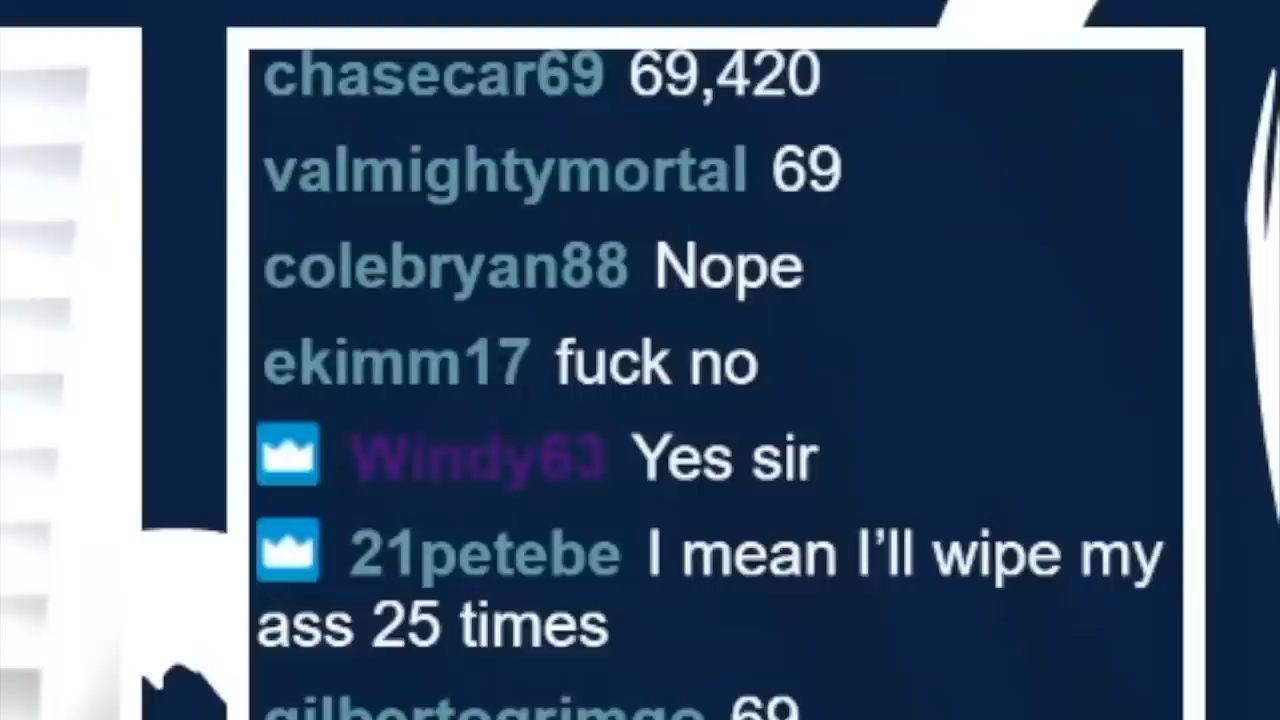 chasecar69 69,420
valmightymortal 69
colebryan88 Nope
ekimm17 fuck no
Windy63 Yes sir
21petebe I mean I’ll wipe my
ass 25 times
69